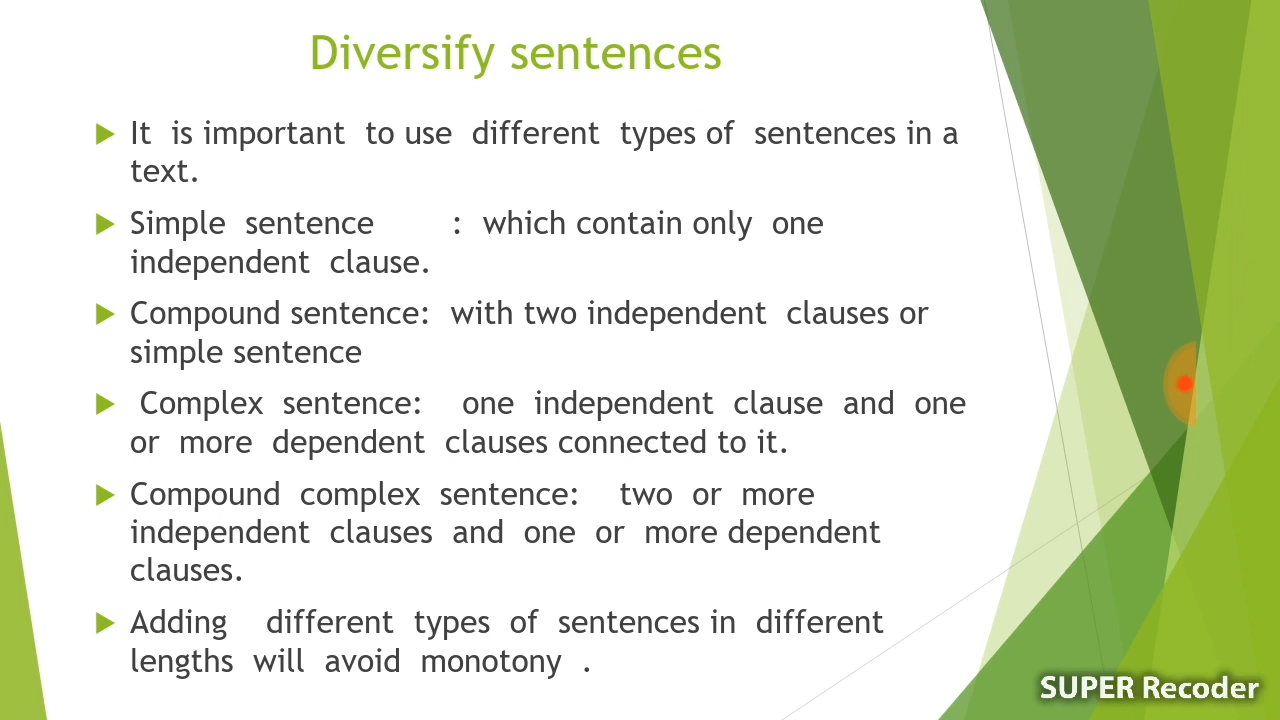 Diversify sentences
It is important to use different types of sentences in a
text.
Simple sentence : which contain only one
independent clause.
Compound sentence: with two independent clauses or
simple sentence
Complex sentence: one independent clause and one
or more dependent clauses connected to it.
Compound complex sentence: two or more
independent clauses and one or more dependent
clauses.
Adding different types of sentences in different
lengths will avoid monotony .
SUPER Recoder